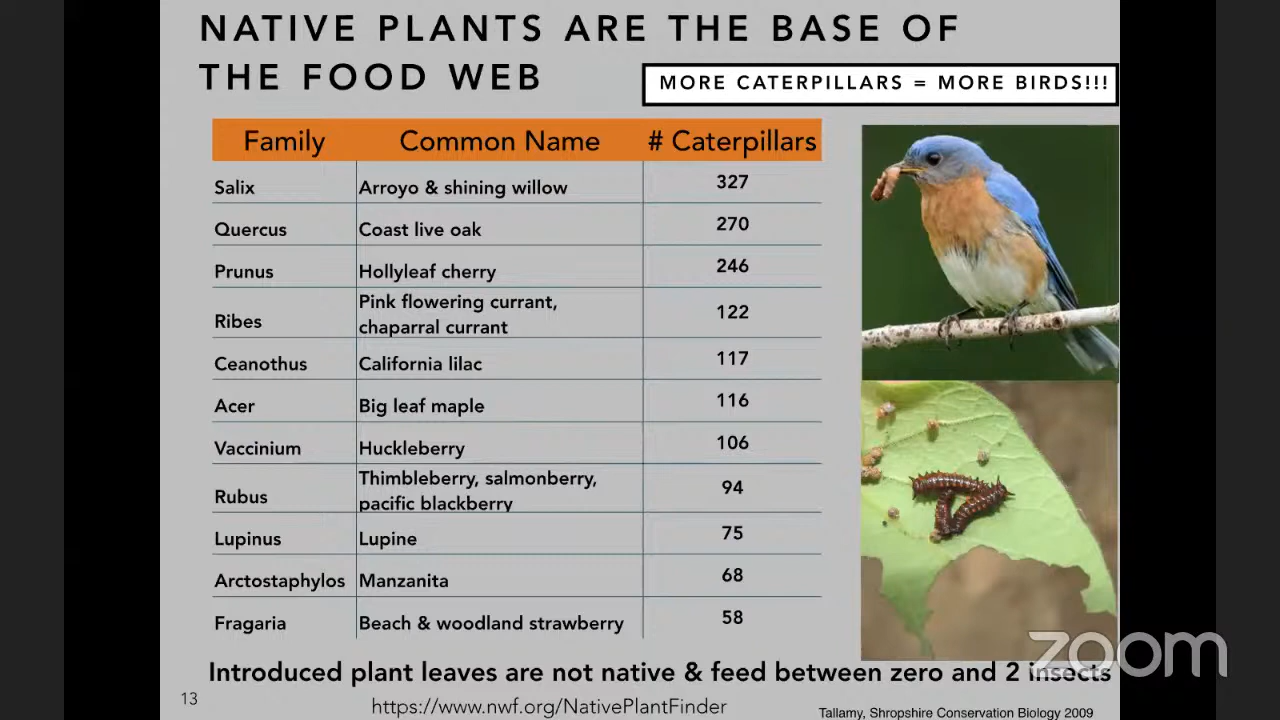 NATIVE PLANTS ARE THE BASE OF
THE FOOD WEB
MORE CATERPILLARS = MORE BIRDS!!!
Family Common Name # Caterpillars
Salix Arroyo & shining willow 327
Quercus Coast live oak 270
Prunus Hollyleaf cherry 246
Ribes Pink flowering currant, chaparral currant 122
Ceanothus California lilac 117
Acer Big leaf maple 116
Vaccinium Huckleberry 106
Rubus Thimbleberry, salmonberry, pacific blackberry 94
Lupinus Lupine 75
Arctostaphylos Manzanita 68
Fragaria Beach & woodland strawberry 58
Introduced plant leaves are not native & feed between zero and 2 insects
zoom
13
https://www.nwf.org/NativePlantFinder
Tallamy, Shropshire Conservation Biology 2009